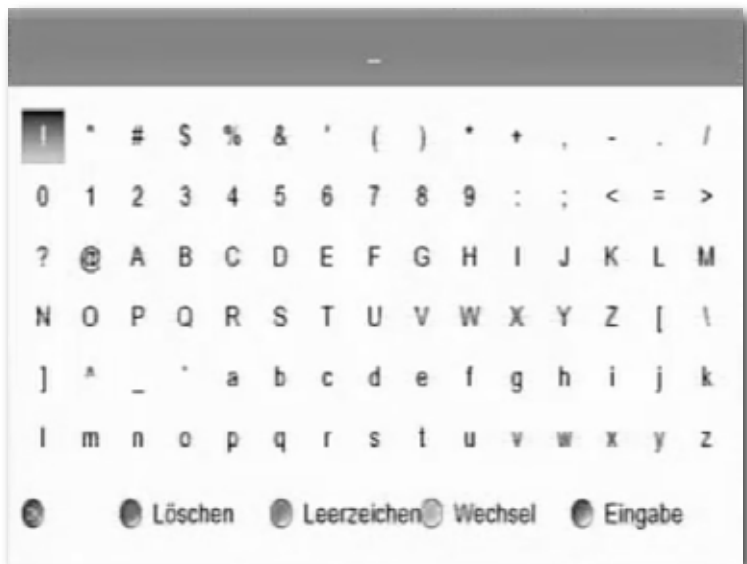 _
! " # $ % & ' ( ) * + , - . /
0 1 2 3 4 5 6 7 8 9 : ; < = >
? @ A B C D E F G H I J K L M
N O P Q R S T U V W X Y Z [ \
] ^ _ ` a b c d e f g h i j k
l m n o p q r s t u v w x y z
Löschen Leerzeichen Wechsel Eingabe